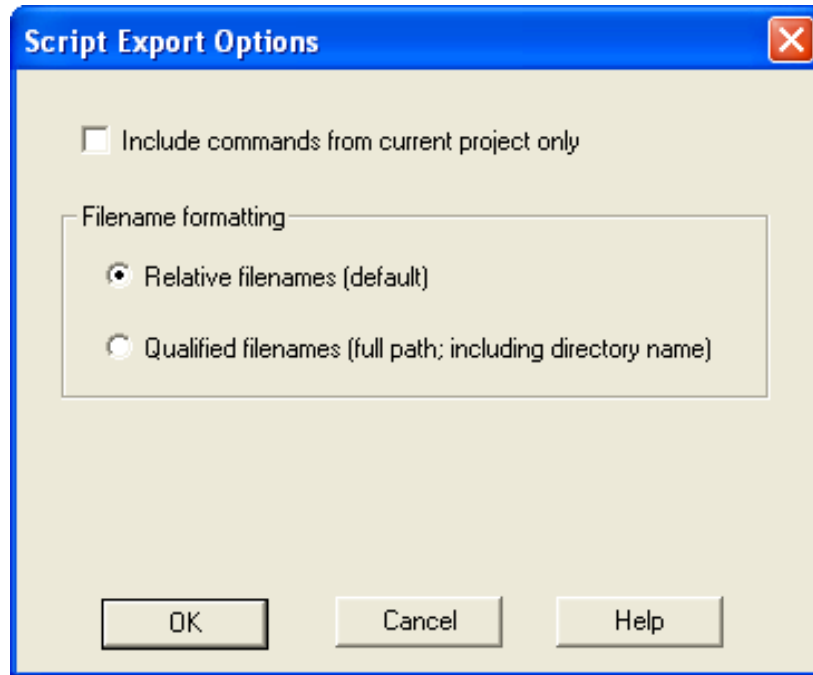 Script Export Options
Include commands from current project only
Filename formatting
Relative filenames (default)
Qualified filenames (full path; including directory name)
OK Cancel Help